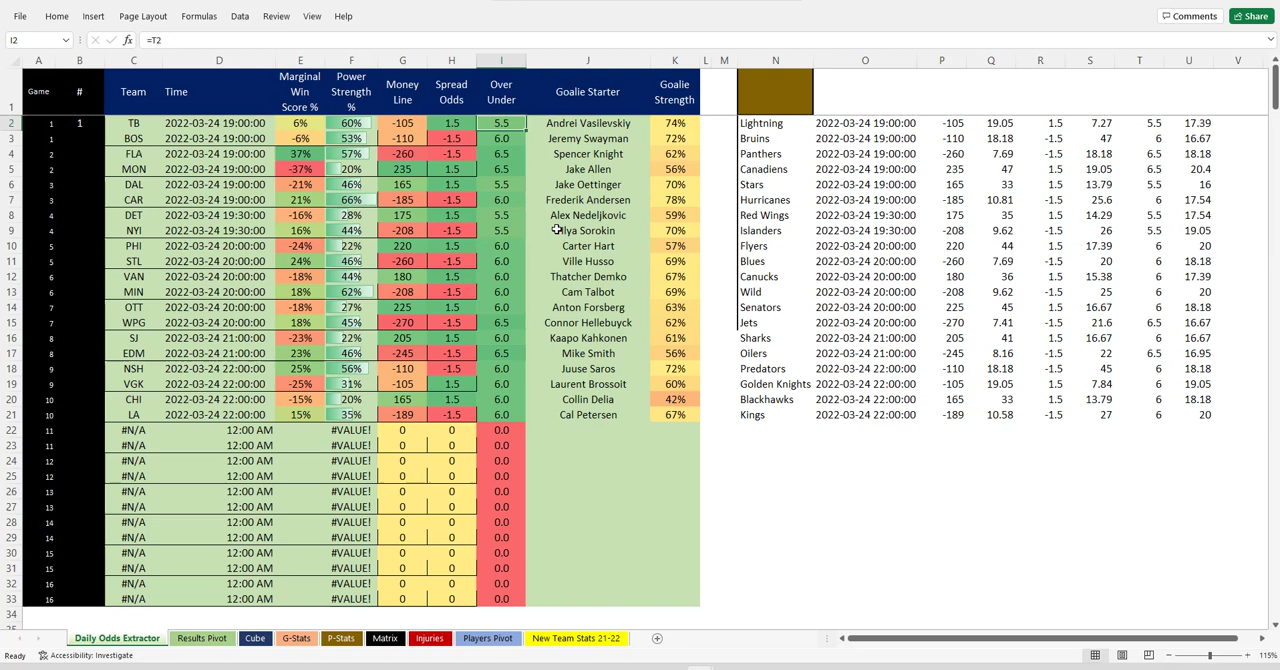 File Home Insert Page Layout Formulas Data Review View Help Comments Share
I2 fx =T2
A B C D E F G H I J K L M N O P Q R S T U V
1 Game # Team Time Marginal Win Score % Power Strength % Money Line Spread Odds Over Under Goalie Starter Goalie Strength
2 1 1 TB 2022-03-24 19:00:00 6% 60% -105 1.5 5.5 Andrei Vasilevskiy 74% Lightning 2022-03-24 19:00:00 -105 19.05 1.5 7.27 5.5 17.39
3 1 BOS 2022-03-24 19:00:00 -6% 53% -110 -1.5 6.0 Jeremy Swayman 72% Bruins 2022-03-24 19:00:00 -110 18.18 -1.5 47 6 16.67
4 2 FLA 2022-03-24 19:00:00 37% 57% -260 -1.5 6.5 Spencer Knight 62% Panthers 2022-03-24 19:00:00 -260 7.69 -1.5 18.18 6.5 18.18
5 2 MON 2022-03-24 19:00:00 -37% 20% 235 1.5 6.5 Jake Allen 56% Canadiens 2022-03-24 19:00:00 235 47 1.5 19.05 6.5 20.4
6 3 DAL 2022-03-24 19:00:00 -21% 46% 165 1.5 5.5 Jake Oettinger 70% Stars 2022-03-24 19:00:00 165 33 1.5 13.79 5.5 16
7 3 CAR 2022-03-24 19:00:00 21% 66% -185 -1.5 6.0 Frederik Andersen 78% Hurricanes 2022-03-24 19:00:00 -185 10.81 -1.5 25.6 6 17.54
8 4 DET 2022-03-24 19:30:00 -16% 28% 175 1.5 5.5 Alex Nedeljkovic 59% Red Wings 2022-03-24 19:30:00 175 35 1.5 14.29 5.5 17.54
9 4 NYI 2022-03-24 19:30:00 16% 44% -208 -1.5 5.5 Ilya Sorokin 70% Islanders 2022-03-24 19:30:00 -208 9.62 -1.5 26 5.5 19.05
10 5 PHI 2022-03-24 20:00:00 -24% 22% 220 1.5 6.0 Carter Hart 57% Flyers 2022-03-24 20:00:00 220 44 1.5 17.39 6 20
11 5 STL 2022-03-24 20:00:00 24% 46% -260 -1.5 6.0 Ville Husso 69% Blues 2022-03-24 20:00:00 -260 7.69 -1.5 20 6 18.18
12 6 VAN 2022-03-24 20:00:00 -18% 44% 180 1.5 6.0 Thatcher Demko 67% Canucks 2022-03-24 20:00:00 180 36 1.5 15.38 6 17.39
13 6 MIN 2022-03-24 20:00:00 18% 62% -208 -1.5 6.0 Cam Talbot 69% Wild 2022-03-24 20:00:00 -208 9.62 -1.5 25 6 18.18
14 7 OTT 2022-03-24 20:00:00 -18% 27% 225 1.5 6.0 Anton Forsberg 63% Senators 2022-03-24 20:00:00 225 45 1.5 16.67 6 18.18
15 7 WPG 2022-03-24 20:00:00 18% 45% -270 -1.5 6.5 Connor Hellebuyck 62% Jets 2022-03-24 20:00:00 -270 7.41 -1.5 21.6 6.5 16.67
16 8 SJ 2022-03-24 21:00:00 -23% 22% 205 1.5 6.0 Kaapo Kahkonen 61% Sharks 2022-03-24 21:00:00 205 41 1.5 16.67 6 16.67
17 8 EDM 2022-03-24 21:00:00 23% 46% -245 -1.5 6.5 Mike Smith 56% Oilers 2022-03-24 21:00:00 -245 8.16 -1.5 22 6.5 16.95
18 9 NSH 2022-03-24 22:00:00 25% 56% -110 -1.5 6.0 Juuse Saros 72% Predators 2022-03-24 22:00:00 -110 18.18 -1.5 45 6 18.18
19 9 VGK 2022-03-24 22:00:00 -25% 31% -105 1.5 6.0 Laurent Brossoit 60% Golden Knights 2022-03-24 22:00:00 -105 19.05 1.5 7.84 6 19.05
20 10 CHI 2022-03-24 22:00:00 -15% 20% 165 1.5 6.0 Collin Delia 42% Blackhawks 2022-03-24 22:00:00 165 33 1.5 13.79 6 18.18
21 10 LA 2022-03-24 22:00:00 15% 35% -189 -1.5 6.0 Cal Petersen 67% Kings 2022-03-24 22:00:00 -189 10.58 -1.5 27 6 20
22 11 #N/A 12:00 AM #VALUE! 0 0 0.0
23 11 #N/A 12:00 AM #VALUE! 0 0 0.0
24 12 #N/A 12:00 AM #VALUE! 0 0 0.0
25 12 #N/A 12:00 AM #VALUE! 0 0 0.0
26 13 #N/A 12:00 AM #VALUE! 0 0 0.0
27 13 #N/A 12:00 AM #VALUE! 0 0 0.0
28 14 #N/A 12:00 AM #VALUE! 0 0 0.0
29 14 #N/A 12:00 AM #VALUE! 0 0 0.0
30 15 #N/A 12:00 AM #VALUE! 0 0 0.0
31 15 #N/A 12:00 AM #VALUE! 0 0 0.0
32 16 #N/A 12:00 AM #VALUE! 0 0 0.0
33 16 #N/A 12:00 AM #VALUE! 0 0 0.0
34
Daily Odds Extractor Results Pivot Cube G-Stats P-Stats Matrix Injuries Players Pivot New Team Stats 21-22
Ready Accessibility: Investigate 115%